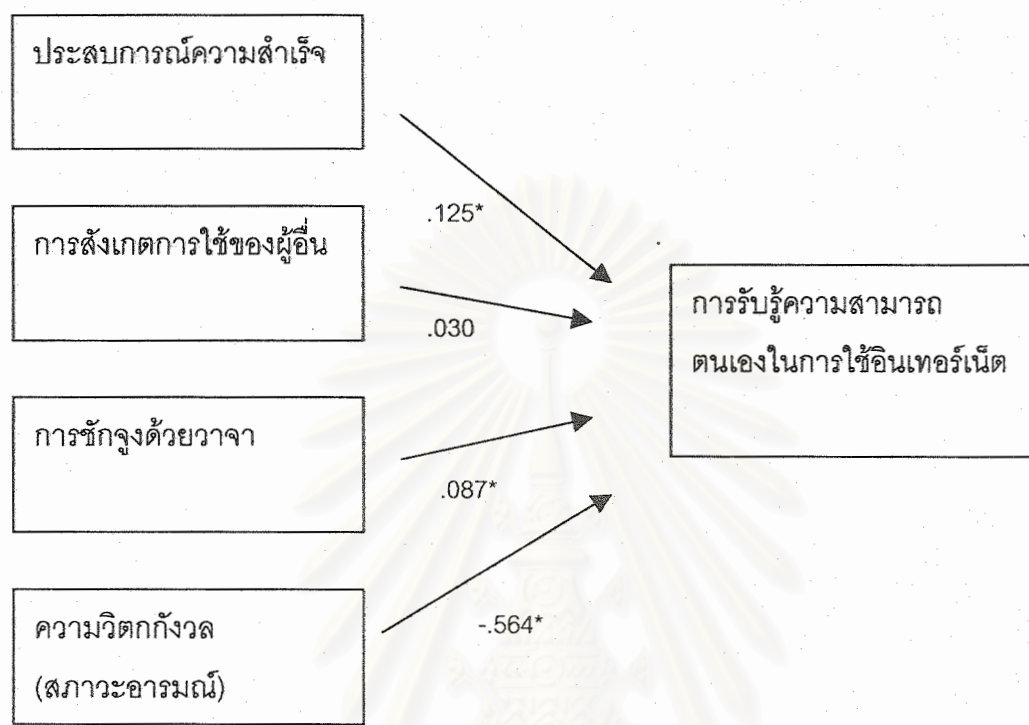 ประสบการณ์ความสำเร็จ
.125*
การสังเกตการใช้ของผู้อื่น
.030
การรับรู้ความสามารถ
ตนเองในการใช้อินเทอร์เน็ต
การชักจูงด้วยวาจา
.087*
ความวิตกกังวล
(สภาวะอารมณ์)
-.564*